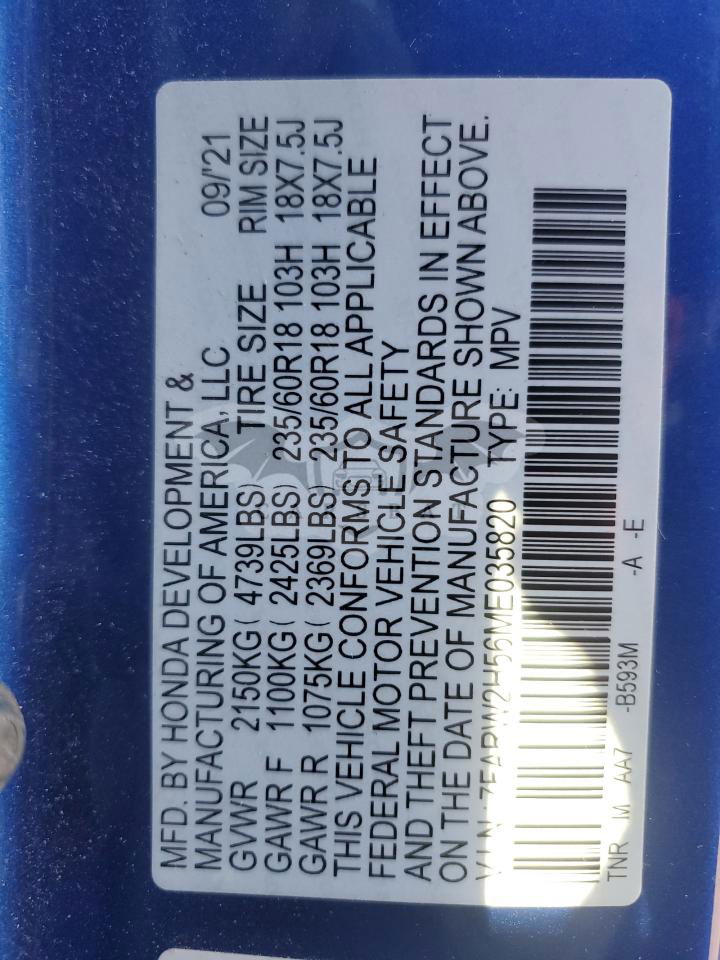 MFD. BY HONDA DEVELOPMENT &
MANUFACTURING OF AMERICA, LLC 09/'21
GVWR 2150KG( 4739LBS) TIRE SIZE RIM SIZE
GAWR F 1100KG( 2425LBS) 235/60R18 103H 18X7.5J
GAWR R 1075KG( 2369LBS) 235/60R18 103H 18X7.5J
THIS VEHICLE CONFORMS TO ALL APPLICABLE
FEDERAL MOTOR VEHICLE SAFETY
AND THEFT PREVENTION STANDARDS IN EFFECT
ON THE DATE OF MANUFACTURE SHOWN ABOVE.
V.I.N. 7FARW2H56ME035820 TYPE: MPV
TNR M AA7 -B593M -A -E